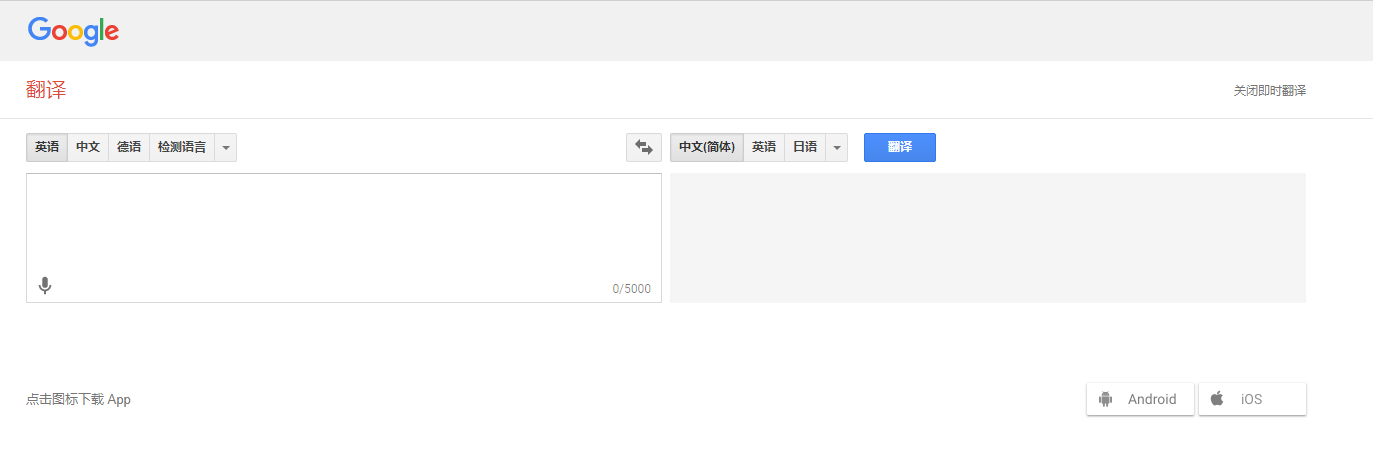 Google
翻译
关闭即时翻译
英语 中文 德语 检测语言 中文(简体) 英语 日语 翻译
0/5000
点击图标下载 App Android iOS